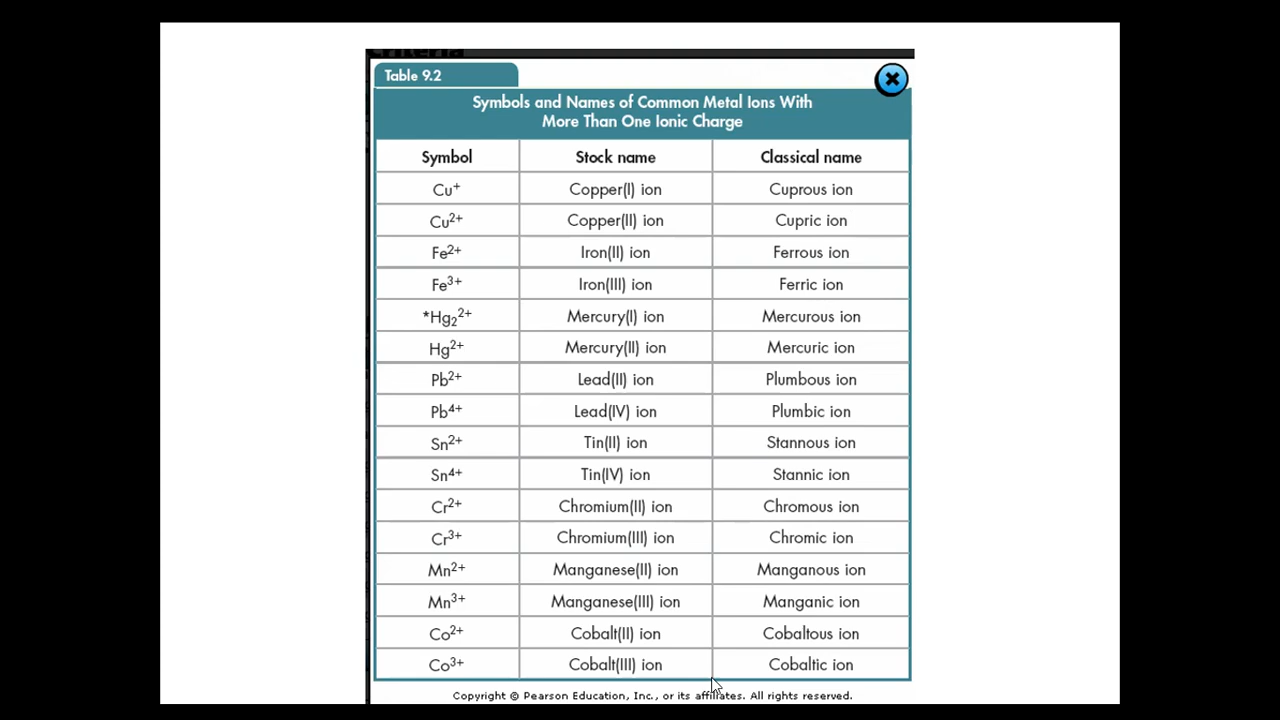 Table 9.2
Symbols and Names of Common Metal Ions With
More Than One Ionic Charge
Symbol Stock name Classical name
Cu⁺ Copper(I) ion Cuprous ion
Cu²⁺ Copper(II) ion Cupric ion
Fe²⁺ Iron(II) ion Ferrous ion
Fe³⁺ Iron(III) ion Ferric ion
*Hg₂²⁺ Mercury(I) ion Mercurous ion
Hg²⁺ Mercury(II) ion Mercuric ion
Pb²⁺ Lead(II) ion Plumbous ion
Pb⁴⁺ Lead(IV) ion Plumbic ion
Sn²⁺ Tin(II) ion Stannous ion
Sn⁴⁺ Tin(IV) ion Stannic ion
Cr²⁺ Chromium(II) ion Chromous ion
Cr³⁺ Chromium(III) ion Chromic ion
Mn²⁺ Manganese(II) ion Manganous ion
Mn³⁺ Manganese(III) ion Manganic ion
Co²⁺ Cobalt(II) ion Cobaltous ion
Co³⁺ Cobalt(III) ion Cobaltic ion
Copyright © Pearson Education, Inc., or its affiliates. All rights reserved.